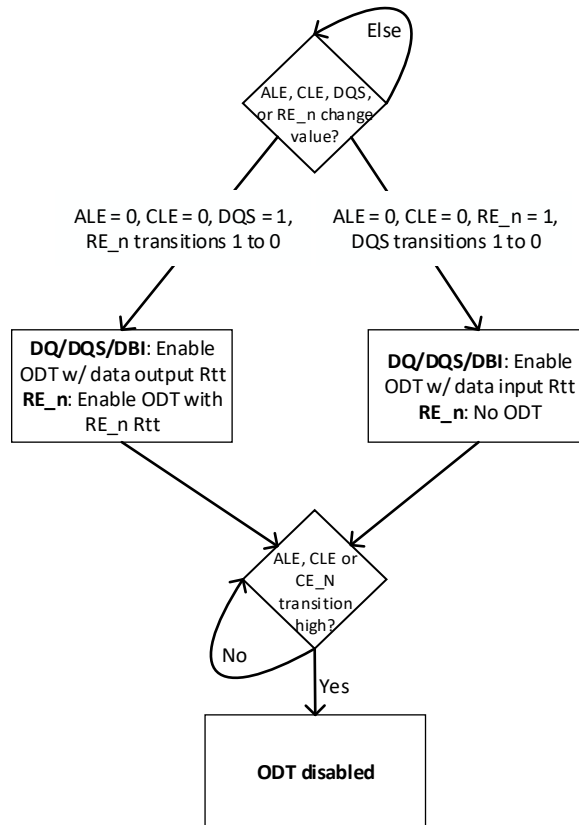 Else
ALE, CLE, DQS,
or RE_n change
value?
ALE = 0, CLE = 0, DQS = 1,
RE_n transitions 1 to 0
ALE = 0, CLE = 0, RE_n = 1,
DQS transitions 1 to 0
DQ/DQS/DBI: Enable
ODT w/ data output Rtt
RE_n: Enable ODT with
RE_n Rtt
DQ/DQS/DBI: Enable
ODT w/ data input Rtt
RE_n: No ODT
ALE, CLE or
CE_N
transition
high?
No
Yes
ODT disabled